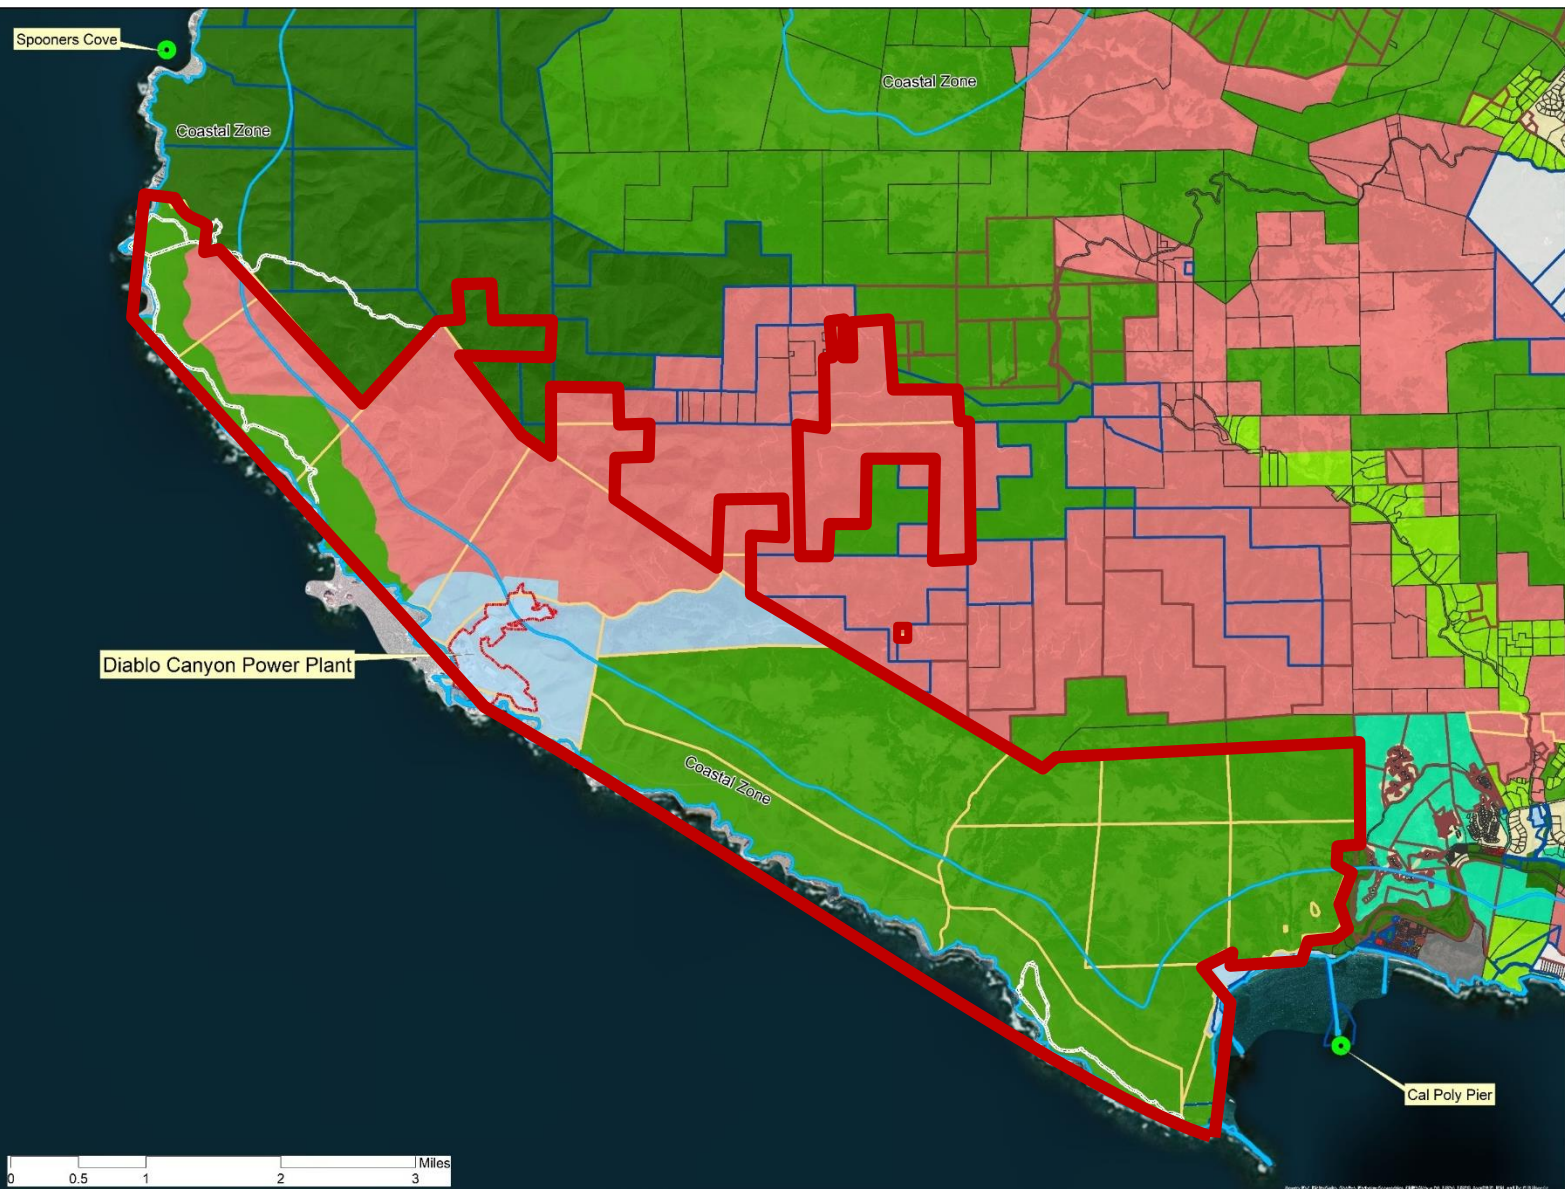 Spooners Cove
Coastal Zone
Coastal Zone
Diablo Canyon Power Plant
Coastal Zone
Cal Poly Pier
Miles
0 0.5 1 2 3